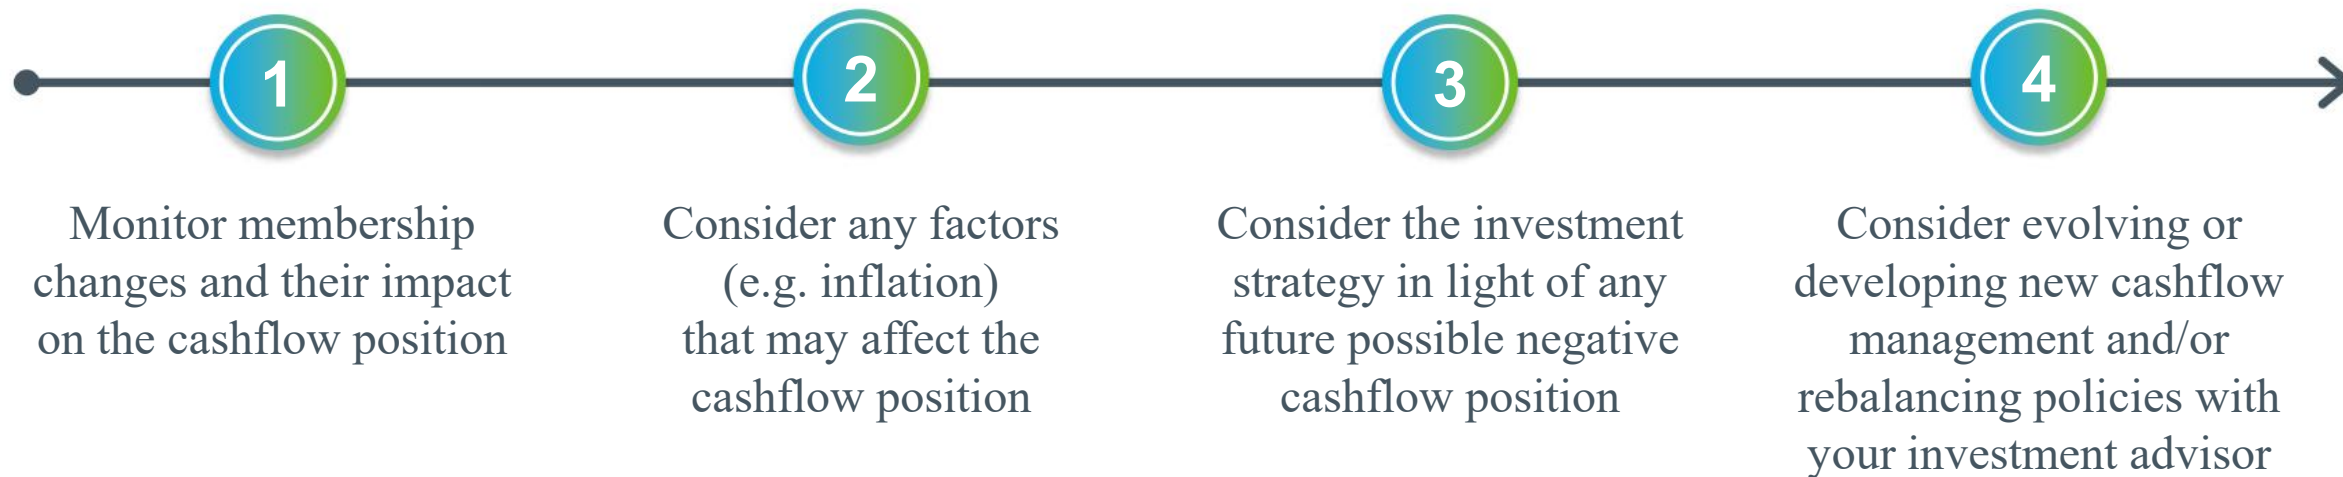 1
Monitor membership
changes and their impact
on the cashflow position
2
Consider any factors
(e.g. inflation)
that may affect the
cashflow position
3
Consider the investment
strategy in light of any
future possible negative
cashflow position
4
Consider evolving or
developing new cashflow
management and/or
rebalancing policies with
your investment advisor